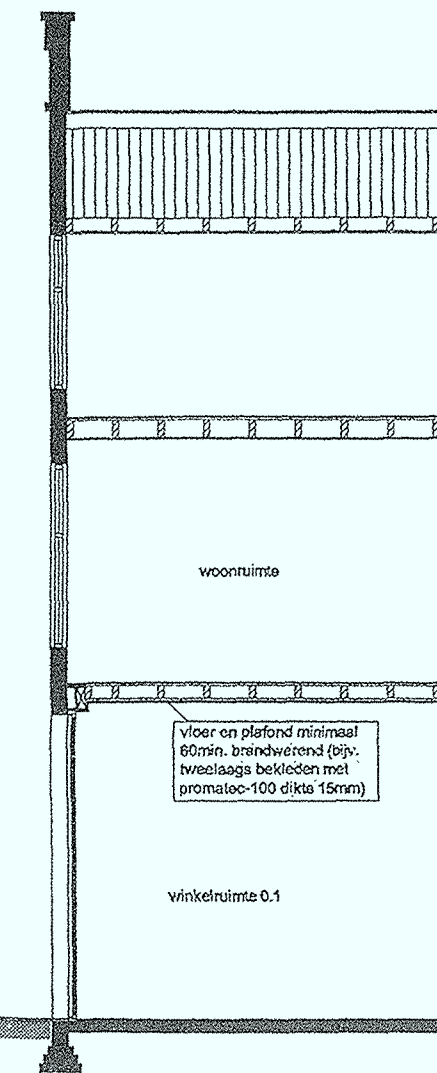 woonruimte
vloer en plafond minimaal
60min. brandwerend (bijv.
tweelaags bekleden met
promatec-100 dikte 15mm)
winkelruimte 0.1